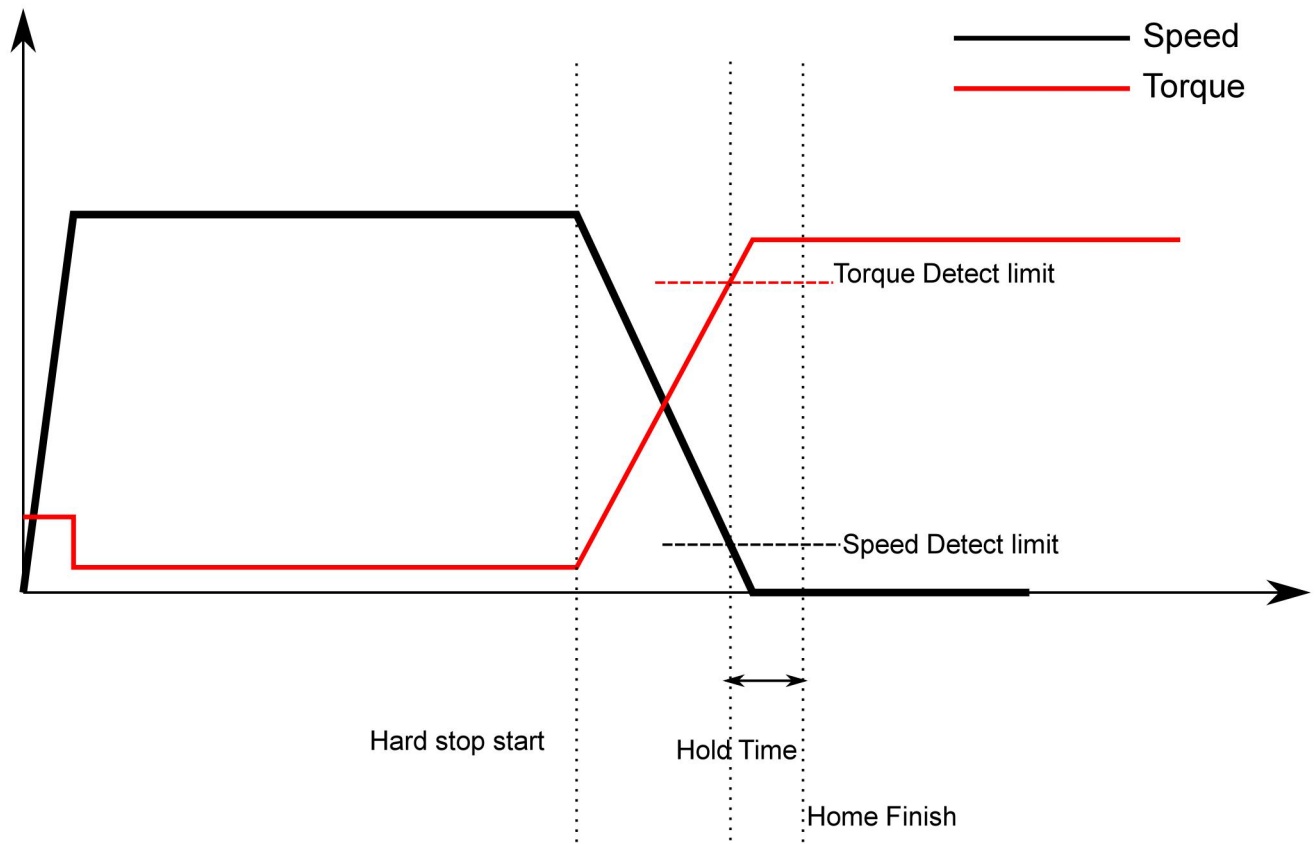 Speed
Torque
Torque Detect limit
Speed Detect limit
Hard stop start
Hold Time
Home Finish